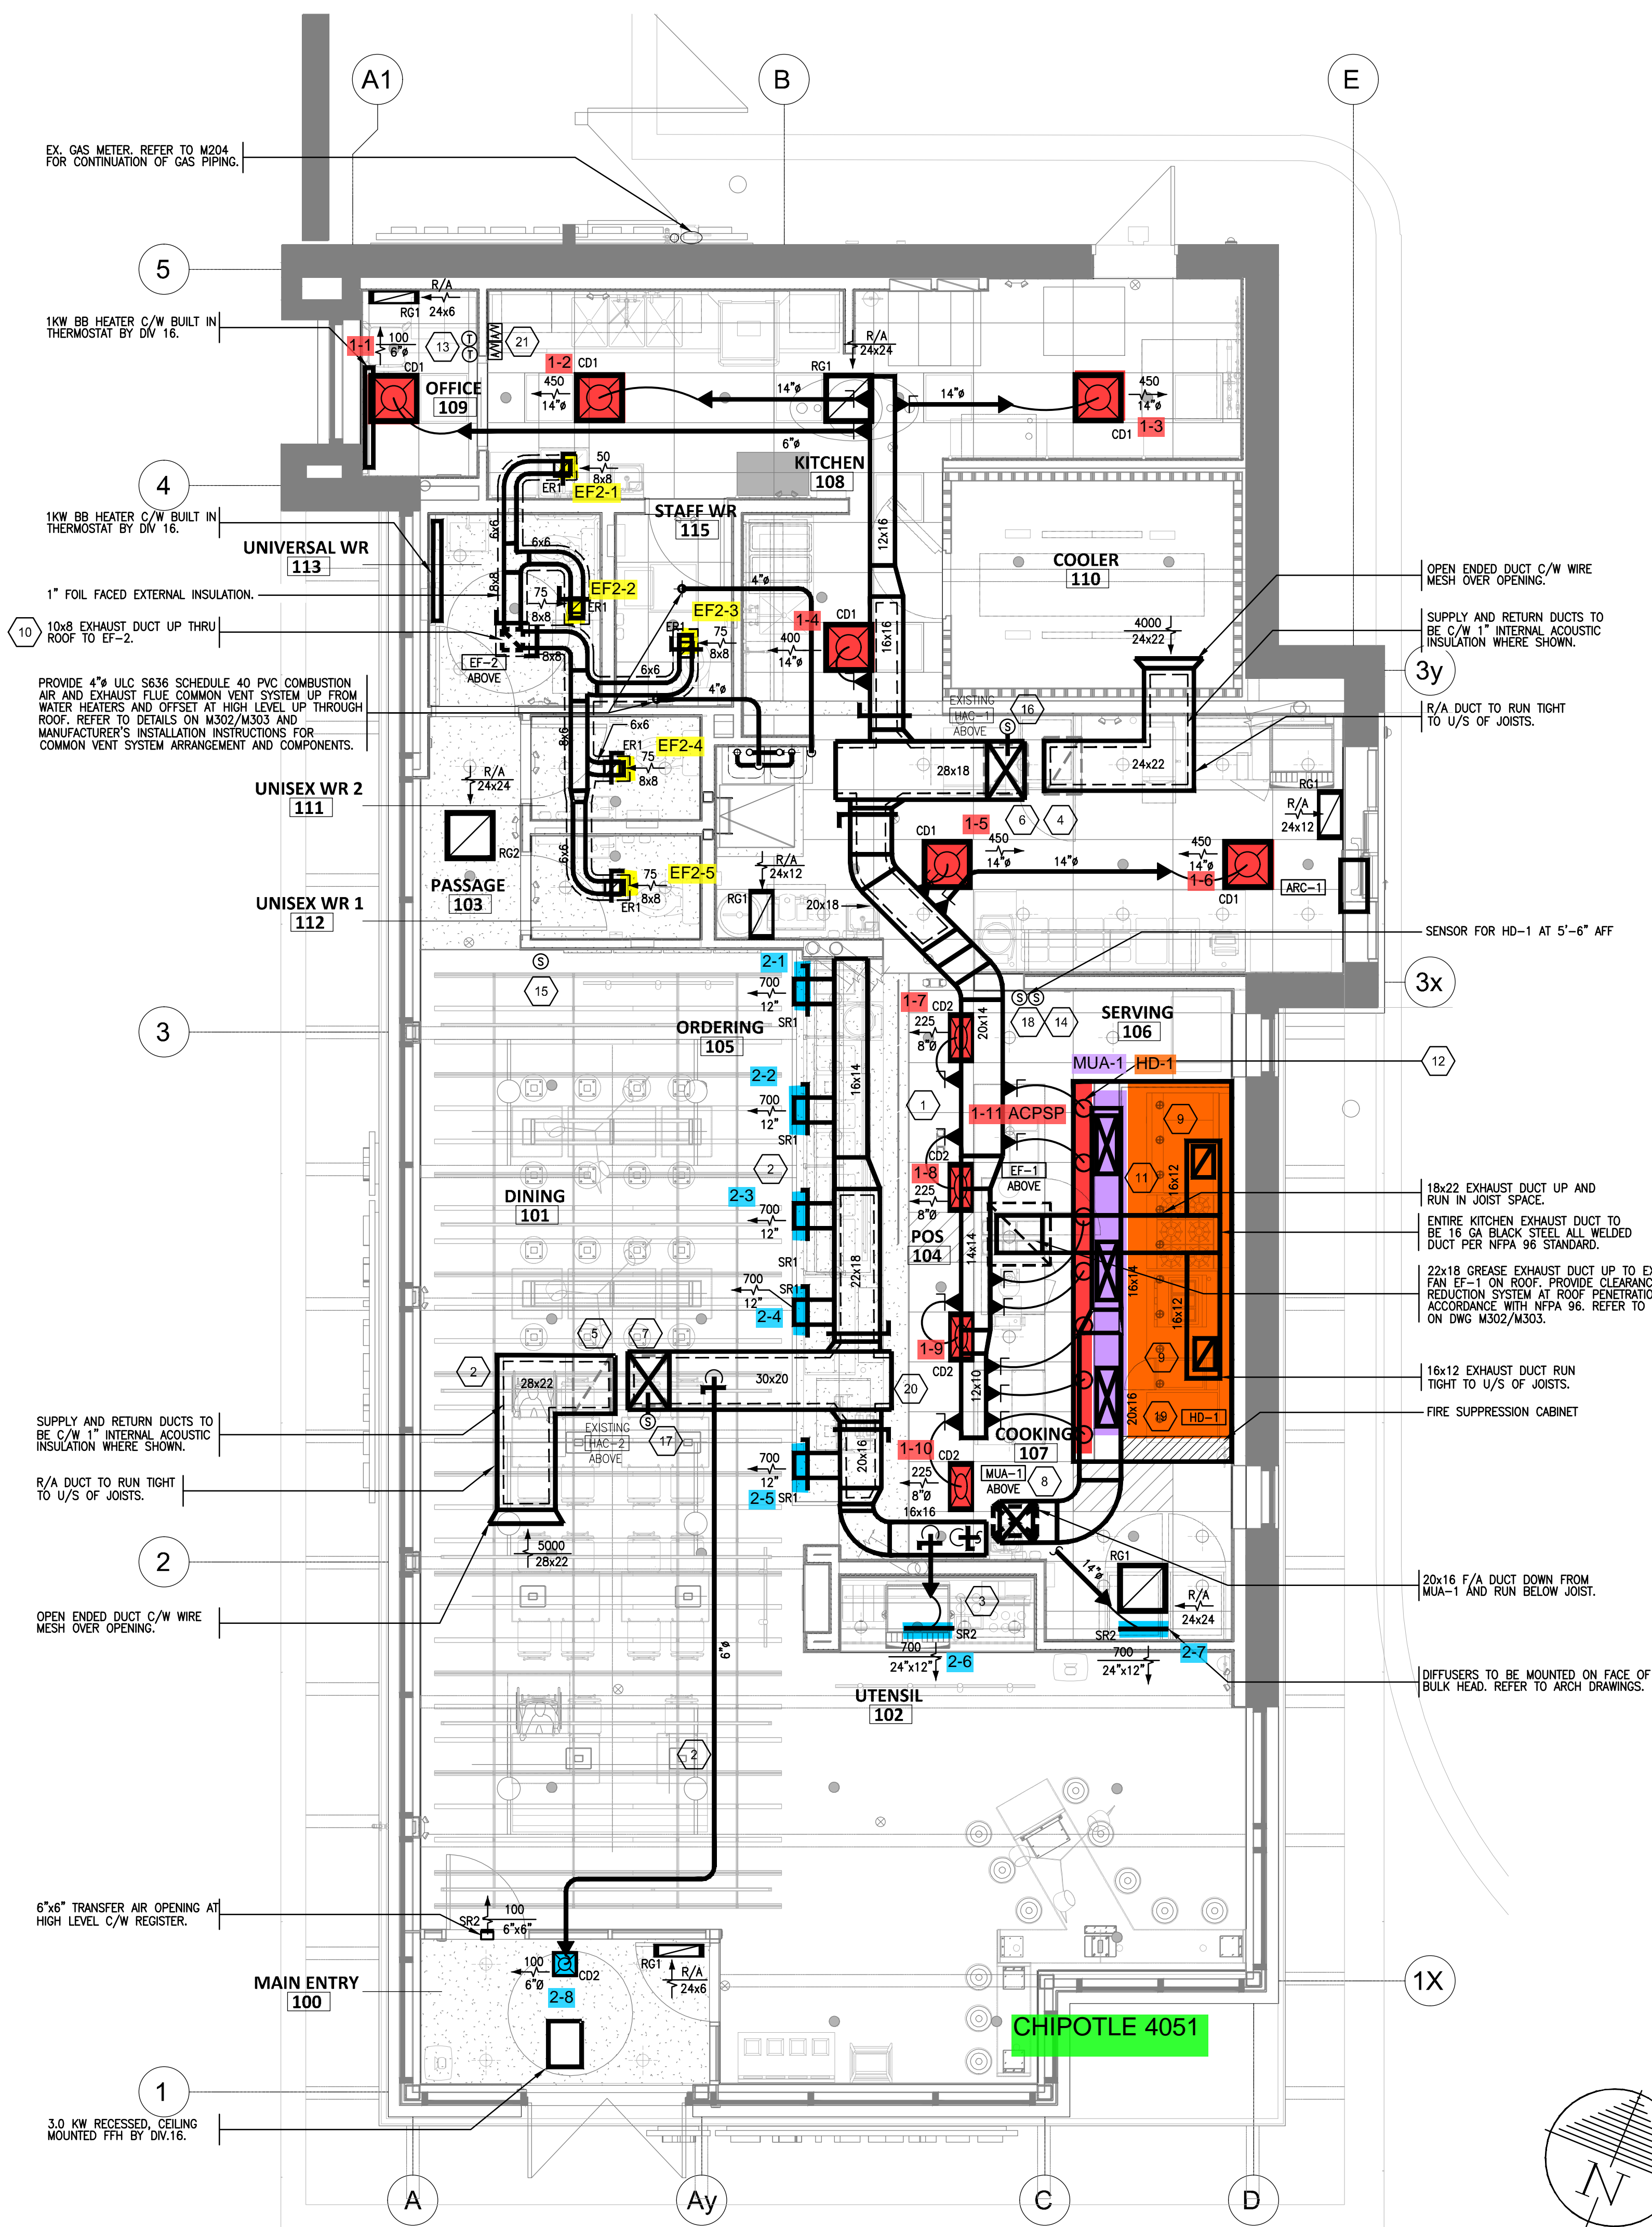 A1
B
E
EX. GAS METER. REFER TO M204
FOR CONTINUATION OF GAS PIPING.
5
1KW BB HEATER C/W BUILT IN
THERMOSTAT BY DIV 16.
R/A
24x6
RG1
1-1
100
6"ø
CD1
13
T
T
OFFICE
109
21
1-2
CD1
450
14"ø
14"ø
RG1
R/A
24x24
14"ø
450
14"ø
CD1
1-3
6"ø
KITCHEN
108
4
1KW BB HEATER C/W BUILT IN
THERMOSTAT BY DIV 16.
50
8x8
ER1
EF2-1
6x6
6x6
STAFF WR
115
12x16
UNIVERSAL WR
113
COOLER
110
OPEN ENDED DUCT C/W WIRE
MESH OVER OPENING.
1" FOIL FACED EXTERNAL INSULATION.
8x8
75
8x8
EF2-2
ER1
4"ø
EF2-3
ER1
75
8x8
1-4
CD1
400
14"ø
16x16
4000
24x22
SUPPLY AND RETURN DUCTS TO
BE C/W 1" INTERNAL ACOUSTIC
INSULATION WHERE SHOWN.
10
10x8 EXHAUST DUCT UP THRU
ROOF TO EF-2.
EF-2
ABOVE
8x8
6x6
6x6
4"ø
3y
PROVIDE 4"ø ULC S636 SCHEDULE 40 PVC COMBUSTION
AIR AND EXHAUST FLUE COMMON VENT SYSTEM UP FROM
WATER HEATERS AND OFFSET AT HIGH LEVEL UP THROUGH
ROOF. REFER TO DETAILS ON M302/M303 AND
MANUFACTURER'S INSTALLATION INSTRUCTIONS FOR
COMMON VENT SYSTEM ARRANGEMENT AND COMPONENTS.
EXISTING
HAC-1
ABOVE
16
S
R/A DUCT TO RUN TIGHT
TO U/S OF JOISTS.
8x6
6x6
ER1
EF2-4
75
8x8
28x18
24x22
UNISEX WR 2
111
R/A
24x24
RG2
RG1
R/A
24x12
6
4
1-5
CD1
450
14"ø
14"ø
450
14"ø
1-6
CD1
ARC-1
6x6
75
8x8
EF2-5
ER1
R/A
24x12
RG1
PASSAGE
103
UNISEX WR 1
112
20x18
SENSOR FOR HD-1 AT 5'-6" AFF
S
15
2-1
700
12"
SR1
3x
3
ORDERING
105
1-7
CD2
225
8"Ø
20x14
S
S
18
14
SERVING
106
MUA-1
HD-1
12
2-2
700
12"
SR1
16x14
1
1-11 ACPSP
9
2
CD2
1-8
225
8"Ø
EF-1
ABOVE
11
16x12
DINING
101
2-3
700
12"
SR1
18x22 EXHAUST DUCT UP AND
RUN IN JOIST SPACE.
POS
104
14x14
ENTIRE KITCHEN EXHAUST DUCT TO
BE 16 GA BLACK STEEL ALL WELDED
DUCT PER NFPA 96 STANDARD.
22x18
16x14
16x12
700
12"
SR1
2-4
22x18 GREASE EXHAUST DUCT UP TO EX
FAN EF-1 ON ROOF. PROVIDE CLEARANC
REDUCTION SYSTEM AT ROOF PENETRATIO
ACCORDANCE WITH NFPA 96. REFER TO
ON DWG M302/M303.
5
7
1-9
CD2
9
2
28x22
30x20
20
12x10
16x12 EXHAUST DUCT RUN
TIGHT TO U/S OF JOISTS.
20x16
19
HD-1
FIRE SUPPRESSION CABINET
SUPPLY AND RETURN DUCTS TO
BE C/W 1" INTERNAL ACOUSTIC
INSULATION WHERE SHOWN.
EXISTING
HAC-2
ABOVE
S
17
COOKING
107
1-10
CD2
225
8"Ø
MUA-1
ABOVE
8
R/A DUCT TO RUN TIGHT
TO U/S OF JOISTS.
700
12"
2-5
SR1
20x16
16x16
5000
28x22
2
14"ø
RG1
R/A
24x24
20x16 F/A DUCT DOWN FROM
MUA-1 AND RUN BELOW JOIST.
OPEN ENDED DUCT C/W WIRE
MESH OVER OPENING.
3
SR2
700
24"x12"
2-6
SR2
700
24"x12"
2-7
6"ø
DIFFUSERS TO BE MOUNTED ON FACE OF
BULK HEAD. REFER TO ARCH DRAWINGS.
UTENSIL
102
2
6"x6" TRANSFER AIR OPENING AT
HIGH LEVEL C/W REGISTER.
SR2
100
6"x6"
100
6"Ø
CD2
RG1
R/A
24x6
MAIN ENTRY
100
2-8
1X
CHIPOTLE 4051
1
3.0 KW RECESSED, CEILING
MOUNTED FFH BY DIV.16.
A
Ay
C
D
N